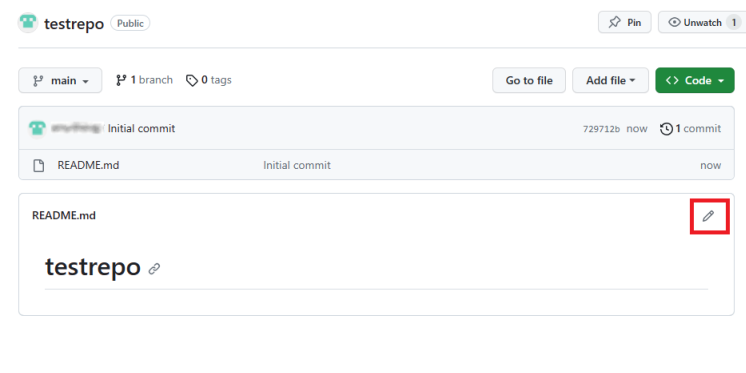 testrepo Public Pin Unwatch 1
main 1 branch 0 tags Go to file Add file <> Code
Initial commit 729712b now 1 commit
README.md Initial commit now
README.md
testrepo